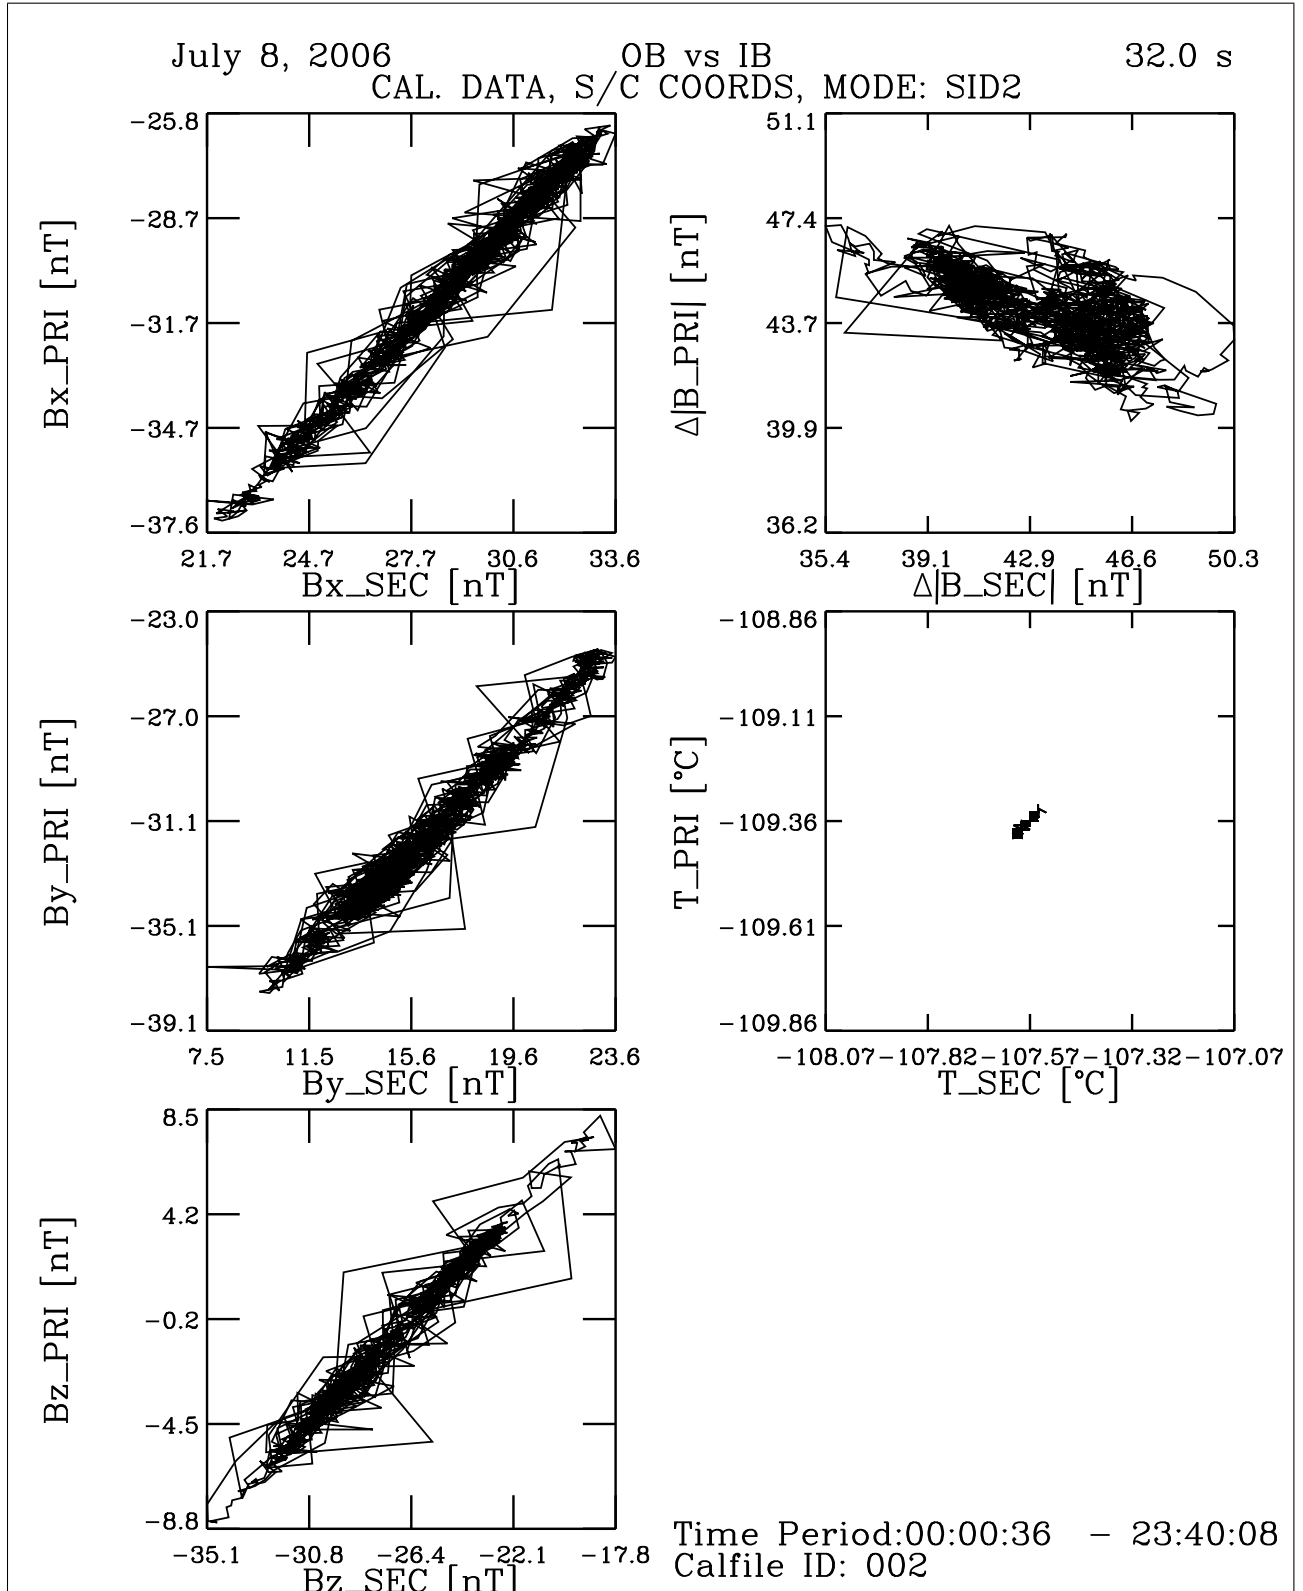 July 8, 2006 OB vs IB 32.0 s
CAL. DATA, S/C COORDS, MODE: SID2
Bx_PRI [nT]
-25.8
-28.7
-31.7
-34.7
-37.6
21.7 24.7 27.7 30.6 33.6
Bx_SEC [nT]
Δ|B_PRI| [nT]
51.1
47.4
43.7
39.9
36.2
35.4 39.1 42.9 46.6 50.3
Δ|B_SEC| [nT]
By_PRI [nT]
-23.0
-27.0
-31.1
-35.1
-39.1
7.5 11.5 15.6 19.6 23.6
By_SEC [nT]
T_PRI [°C]
-108.86
-109.11
-109.36
-109.61
-109.86
-108.07 -107.82 -107.57 -107.32 -107.07
T_SEC [°C]
Bz_PRI [nT]
8.5
4.2
-0.2
-4.5
-8.8
-35.1 -30.8 -26.4 -22.1 -17.8
Bz_SEC [nT]
Time Period:00:00:36 - 23:40:08
Calfile ID: 002